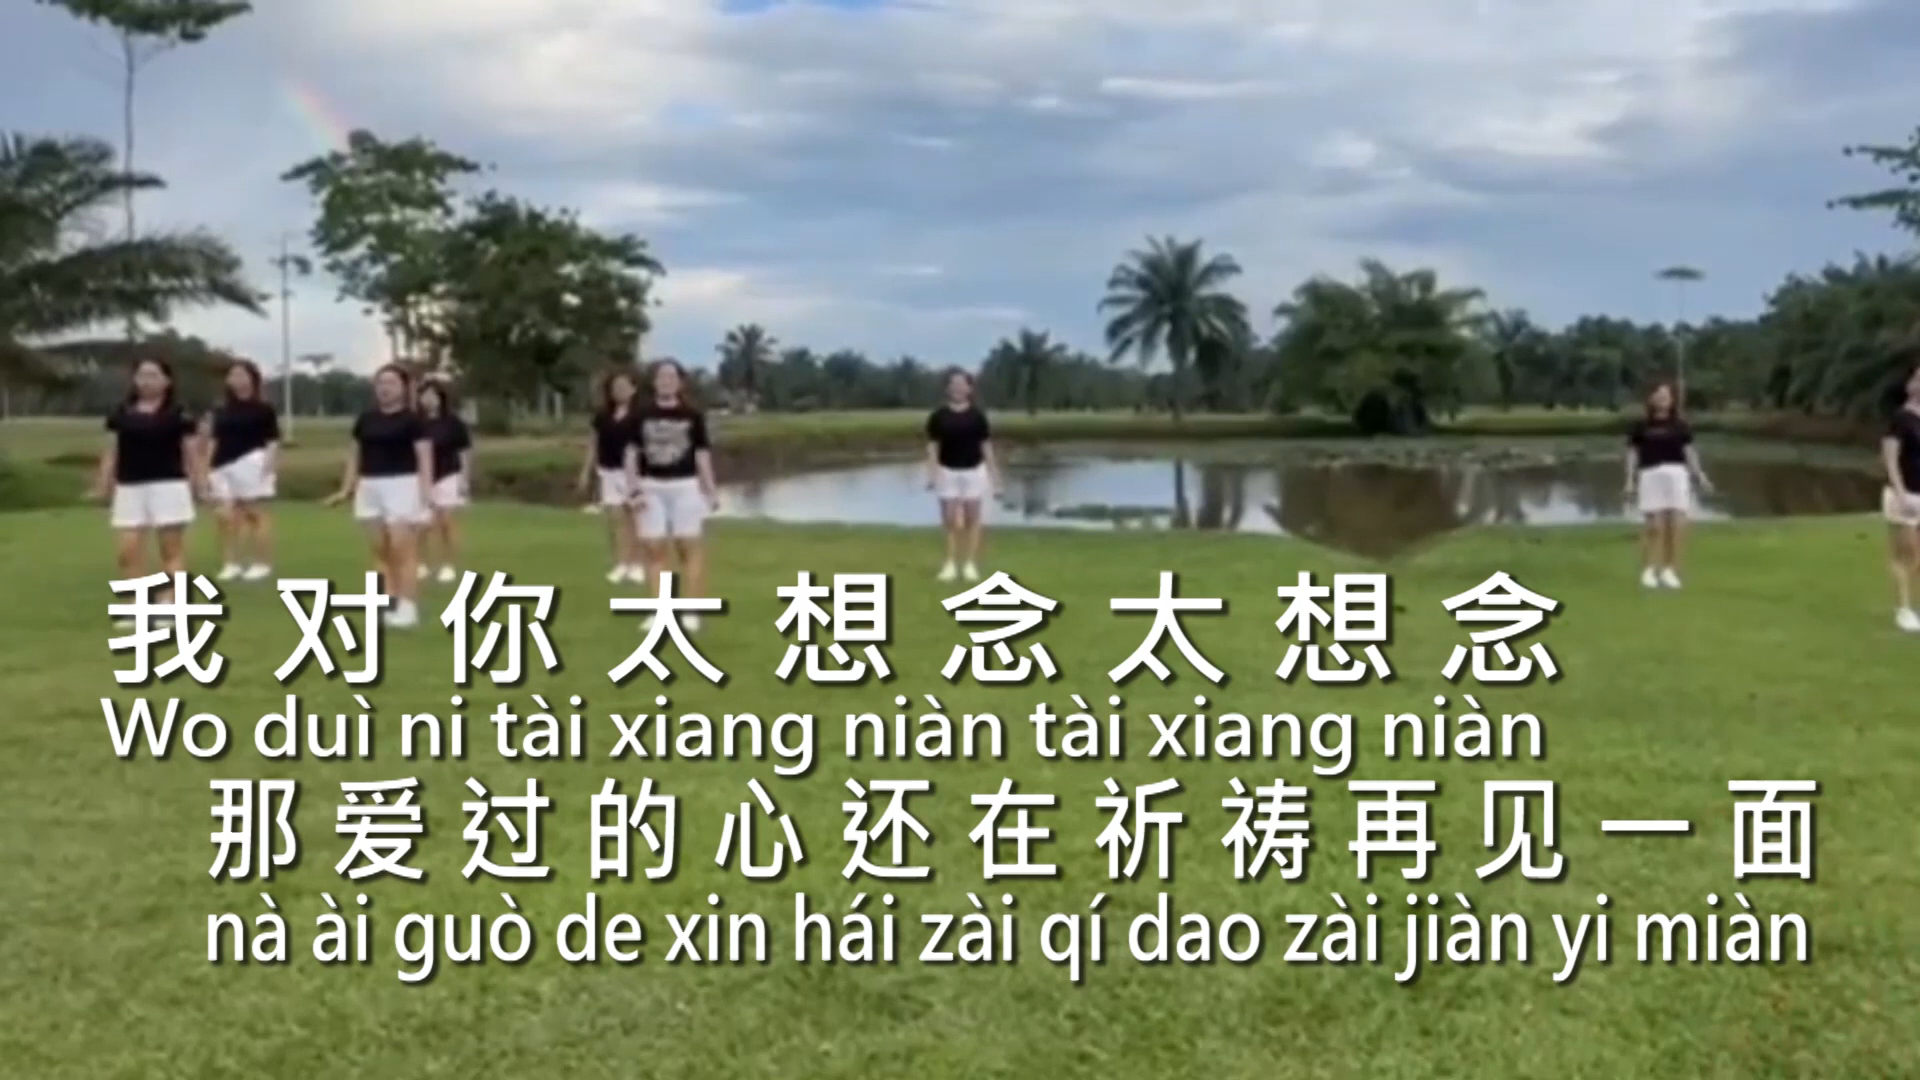 我对你太想念太想念
Wo duì ni tài xiang niàn tài xiang niàn
那爱过的心还在祈祷再见一面
nà ài guò de xin hái zài qí dao zài jiàn yi miàn